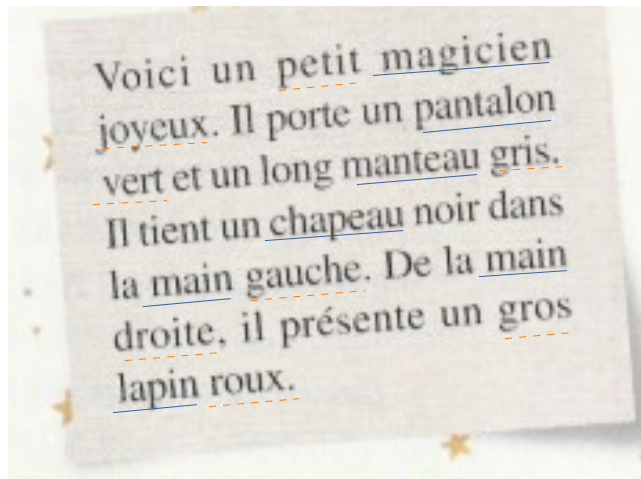 Voici un petit magicien
joyeux. Il porte un pantalon
vert et un long manteau gris.
Il tient un chapeau noir dans
la main gauche. De la main
droite, il présente un gros
lapin roux.